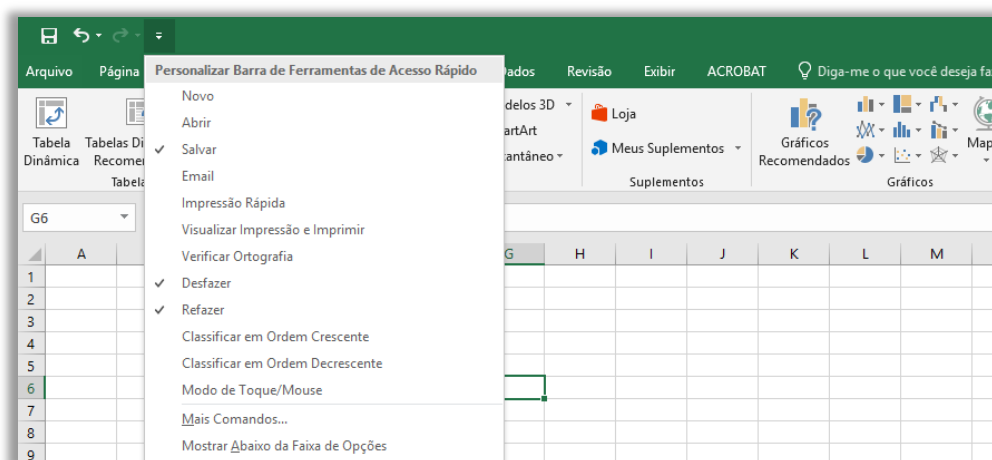 Arquivo Página Dados Revisão Exibir ACROBAT Diga-me o que você deseja faz
Personalizar Barra de Ferramentas de Acesso Rápido
Novo
Abrir
Salvar
Email
Impressão Rápida
Visualizar Impressão e Imprimir
Verificar Ortografia
Desfazer
Refazer
Classificar em Ordem Crescente
Classificar em Ordem Decrescente
Modo de Toque/Mouse
Mais Comandos...
Mostrar Abaixo da Faixa de Opções
Tabela
Dinâmica
Tabelas Di
Recomen
Tabela
delos 3D
artArt
tantâneo
Loja
Meus Suplementos
Suplementos
Gráficos
Recomendados
Map
Gráficos
G6
A G H I J K L M
1
2
3
4
5
6
7
8
9